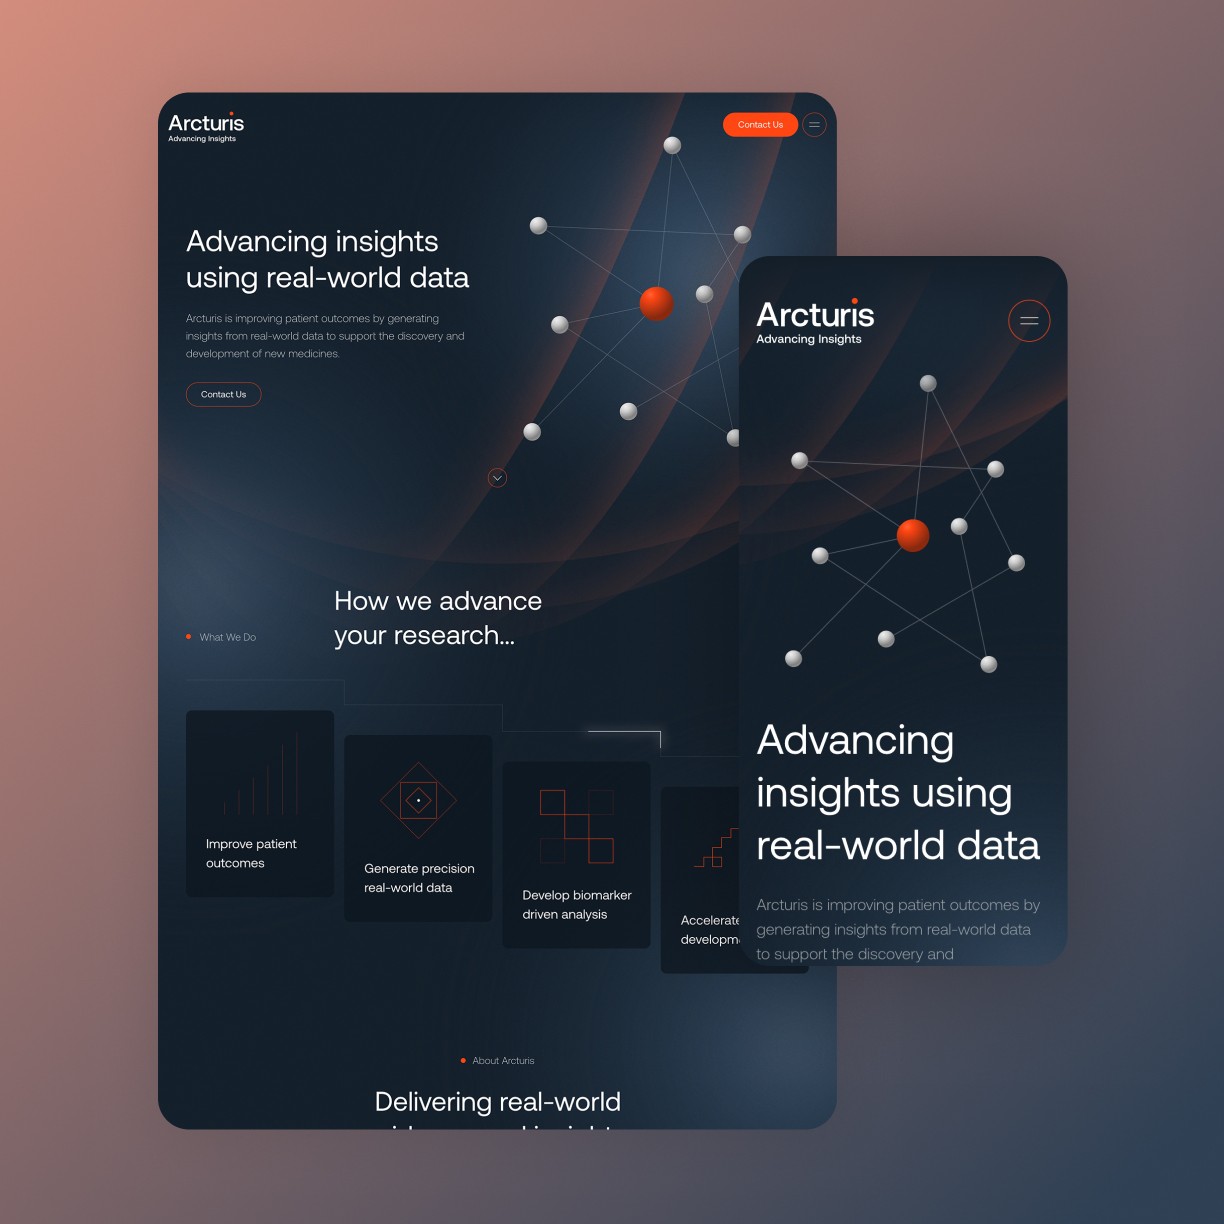 Arcturis
Advancing Insights
Contact Us
Advancing insights
using real-world data
Arcturis is improving patient outcomes by generating
insights from real-world data to support the discovery and
development of new medicines.
Contact Us
What We Do
How we advance
your research...
Improve patient
outcomes
Generate precision
real-world data
Develop biomarker
driven analysis
Accelerate
About Arcturis
Delivering real-world
Arcturis
Advancing Insights
Advancing
insights using
real-world data
Arcturis is improving patient outcomes by
generating insights from real-world data
to support the discovery and